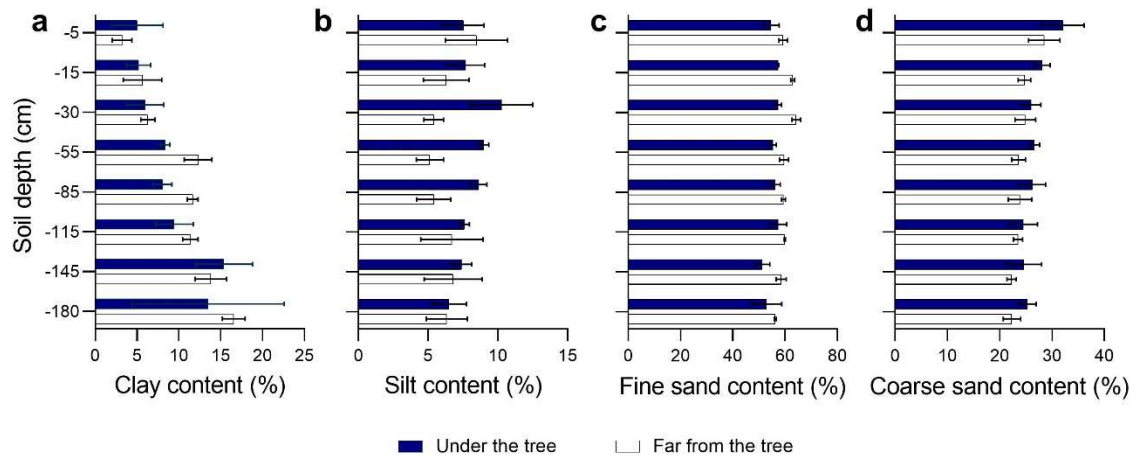 a b c d
Soil depth (cm)
-5
-15
-30
-55
-85
-115
-145
-180
0 5 10 15 20 25
0 5 10 15
0 20 40 60 80
0 10 20 30 40
Clay content (%)
Silt content (%)
Fine sand content (%)
Coarse sand content (%)
Under the tree
Far from the tree